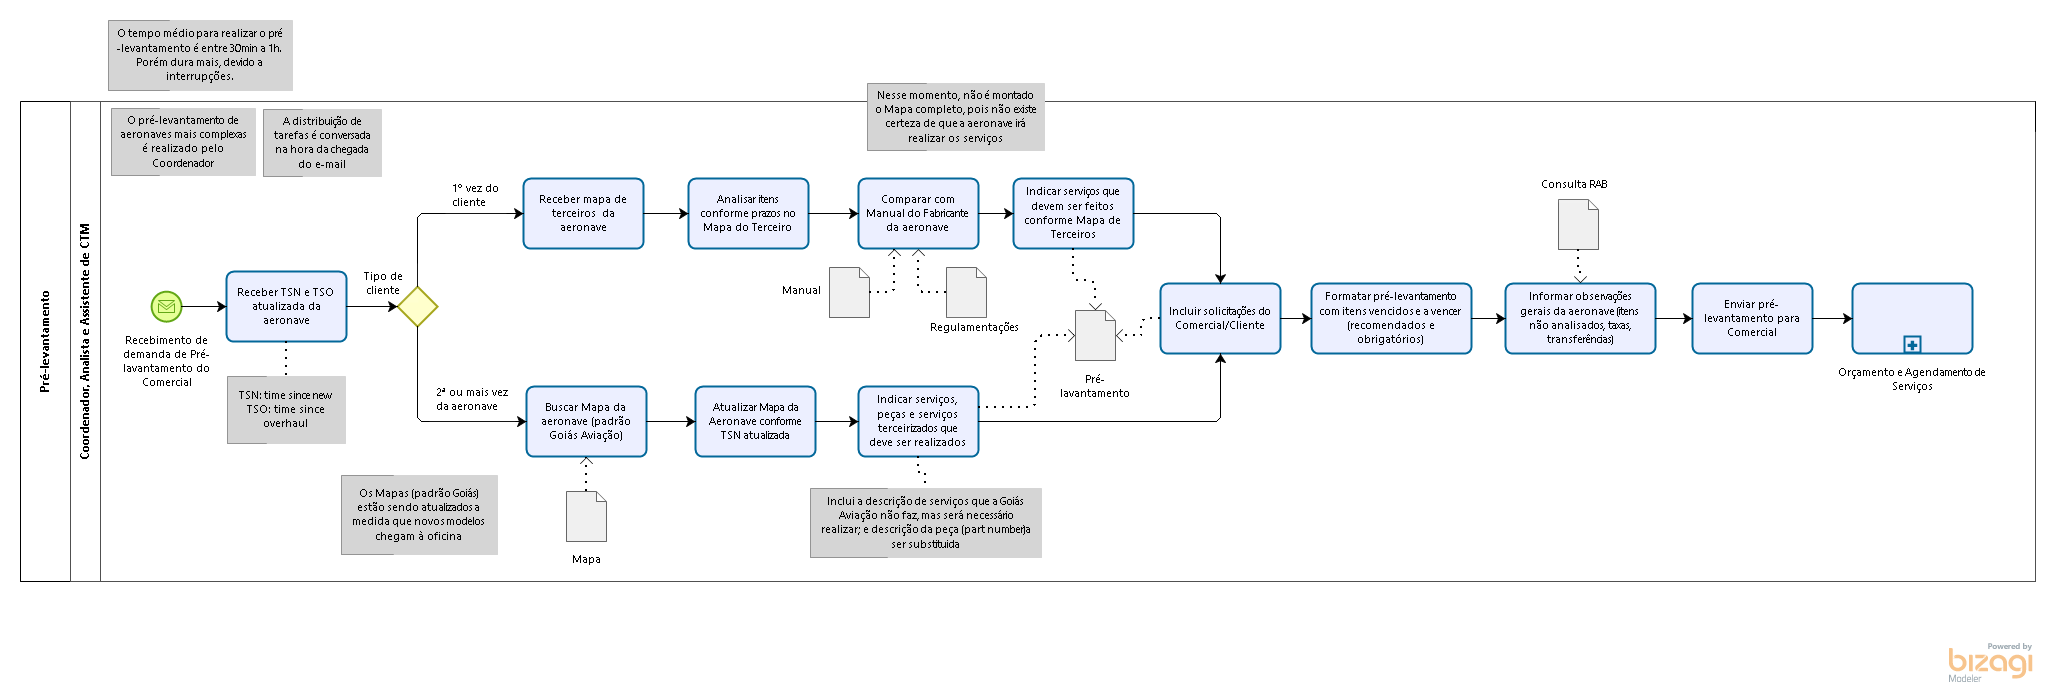 O tempo médio para realizar o pré
-levantamento é entre 30min a 1h.
Porém dura mais, devido a
interrupções.
Pré-levantamento
Coordenador, Analista e Assistente de CTM
O pré-levantamento de
aeronaves mais complexas
é realizado pelo
Coordenador
A distribuição de
tarefas é conversada
na hora da chegada
do e-mail
Nesse momento, não é montado
o Mapa completo, pois não existe
certeza de que a aeronave irá
realizar os serviços
Recebimento de
demanda de Pré-
lavantamento do
Comercial
Receber TSN e TSO
atualizada da
aeronave
TSN: time since new
TSO: time since
overhaul
Tipo de
cliente
1º vez do
cliente
Receber mapa de
terceiros da
aeronave
Analisar itens
conforme prazos no
Mapa do Terceiro
Comparar com
Manual do Fabricante
da aeronave
Indicar serviços que
devem ser feitos
conforme Mapa de
Terceiros
Manual
Regulamentações
2ª ou mais vez
da aeronave
Buscar Mapa da
aeronave (padrão
Goiás Aviação)
Atualizar Mapa da
Aeronave conforme
TSN atualizada
Indicar serviços,
peças e serviços
terceirizados que
deve ser realizados
Os Mapas (padrão Goiás)
estão sendo atualizados a
medida que novos modelos
chegam à oficina
Mapa
Inclui a descrição de serviços que a Goiás
Aviação não faz, mas será necessário
realizar; e descrição da peça (part number)a
ser substituida
Pré-
lavantamento
Incluir solicitações do
Comercial/Cliente
Formatar pré-levantamento
com itens vencidos e a vencer
(recomendados e
obrigatórios)
Consulta RAB
Informar observações
gerais da aeronave (itens
não analisados, taxas,
transferências)
Enviar pré-
levantamento para
Comercial
Orçamento e Agendamento de
Serviços
Powered by
bizagi
Modeler